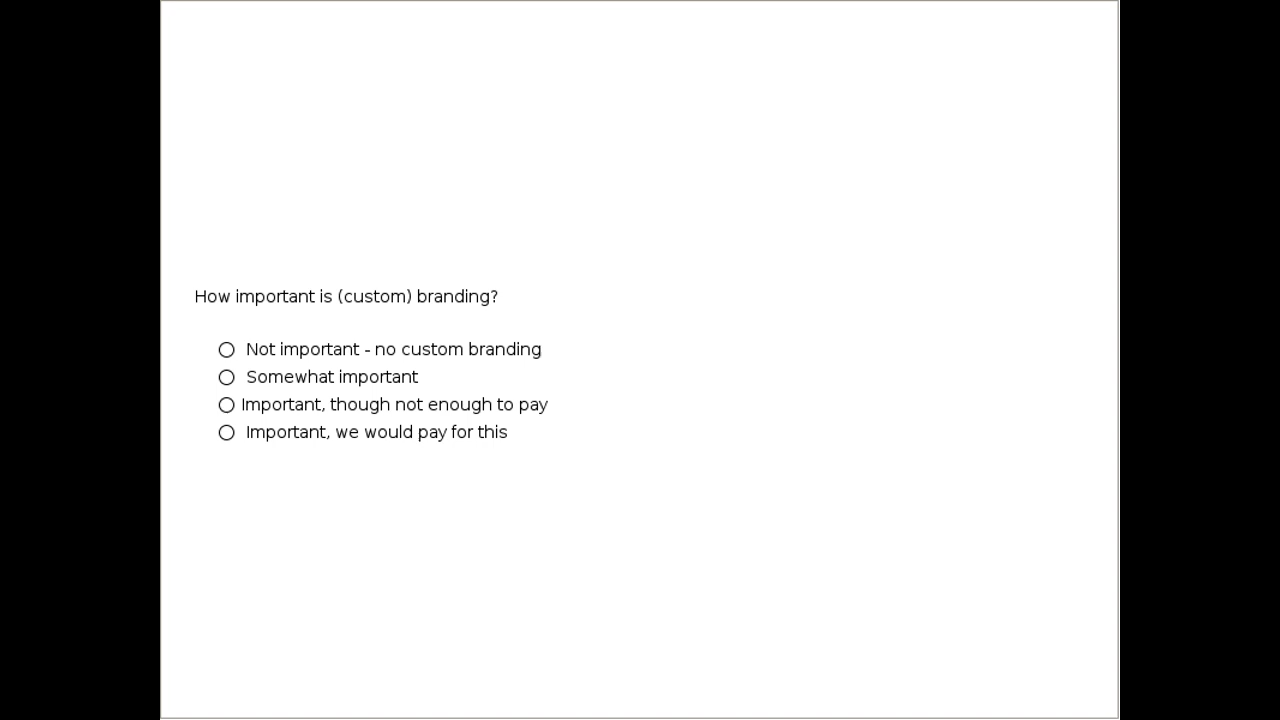 How important is (custom) branding?
Not important - no custom branding
Somewhat important
Important, though not enough to pay
Important, we would pay for this